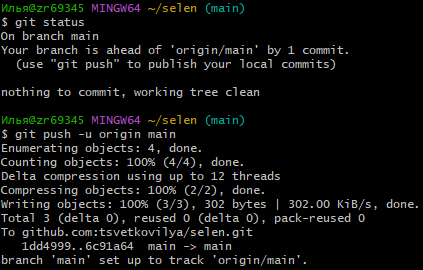 Илья@zr69345 MINGW64 ~/selen (main)
$ git status
On branch main
Your branch is ahead of 'origin/main' by 1 commit.
  (use "git push" to publish your local commits)

nothing to commit, working tree clean

Илья@zr69345 MINGW64 ~/selen (main)
$ git push -u origin main
Enumerating objects: 4, done.
Counting objects: 100% (4/4), done.
Delta compression using up to 12 threads
Compressing objects: 100% (2/2), done.
Writing objects: 100% (3/3), 302 bytes | 302.00 KiB/s, done.
Total 3 (delta 0), reused 0 (delta 0), pack-reused 0
To github.com:tsvetkovilya/selen.git
   1dd4999..6c91a64  main -> main
branch 'main' set up to track 'origin/main'.